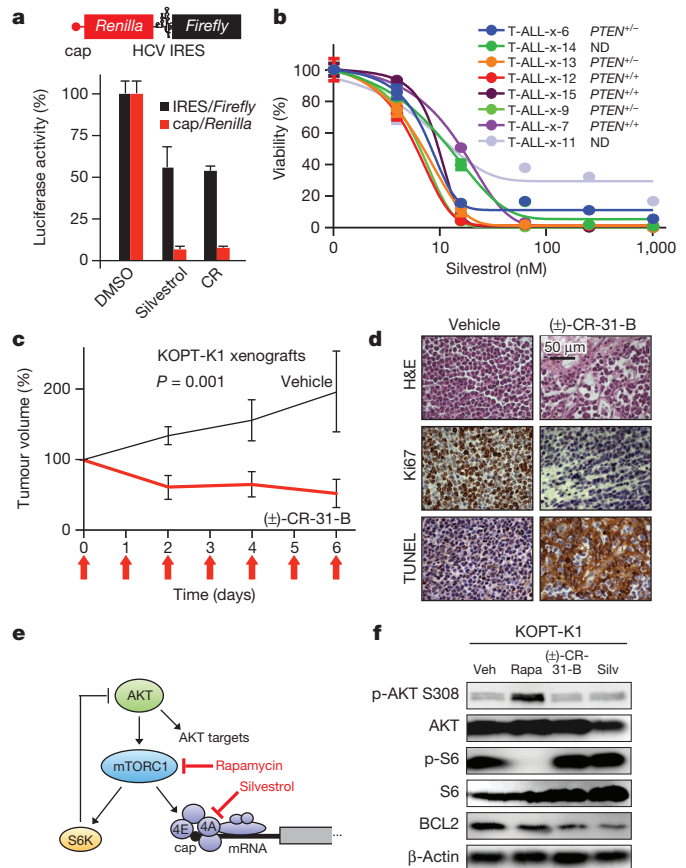 a
Renilla
Firefly
cap
HCV IRES
Luciferase activity (%)
100
75
50
25
0
IRES/Firefly
cap/Renilla
DMSO
Silvestrol
CR
b
Viability (%)
120
100
80
60
40
20
0
T-ALL-x-6 PTEN+/–
T-ALL-x-14 ND
T-ALL-x-13 PTEN+/–
T-ALL-x-12 PTEN+/+
T-ALL-x-15 PTEN+/+
T-ALL-x-9 PTEN+/–
T-ALL-x-7 PTEN+/+
T-ALL-x-11 ND
0 10 100 1,000
Silvestrol (nM)
c
KOPT-K1 xenografts
P = 0.001
Vehicle
Tumour volume (%)
200
100
0
(±)-CR-31-B
0 1 2 3 4 5 6
Time (days)
d
Vehicle
(±)-CR-31-B
50 μm
H&E
Ki67
TUNEL
e
AKT
AKT targets
mTORC1
Rapamycin
Silvestrol
S6K
4E
4A
cap
mRNA
...
f
KOPT-K1
Veh Rapa (±)-CR-31-B Silv
p-AKT S308
AKT
p-S6
S6
BCL2
β-Actin